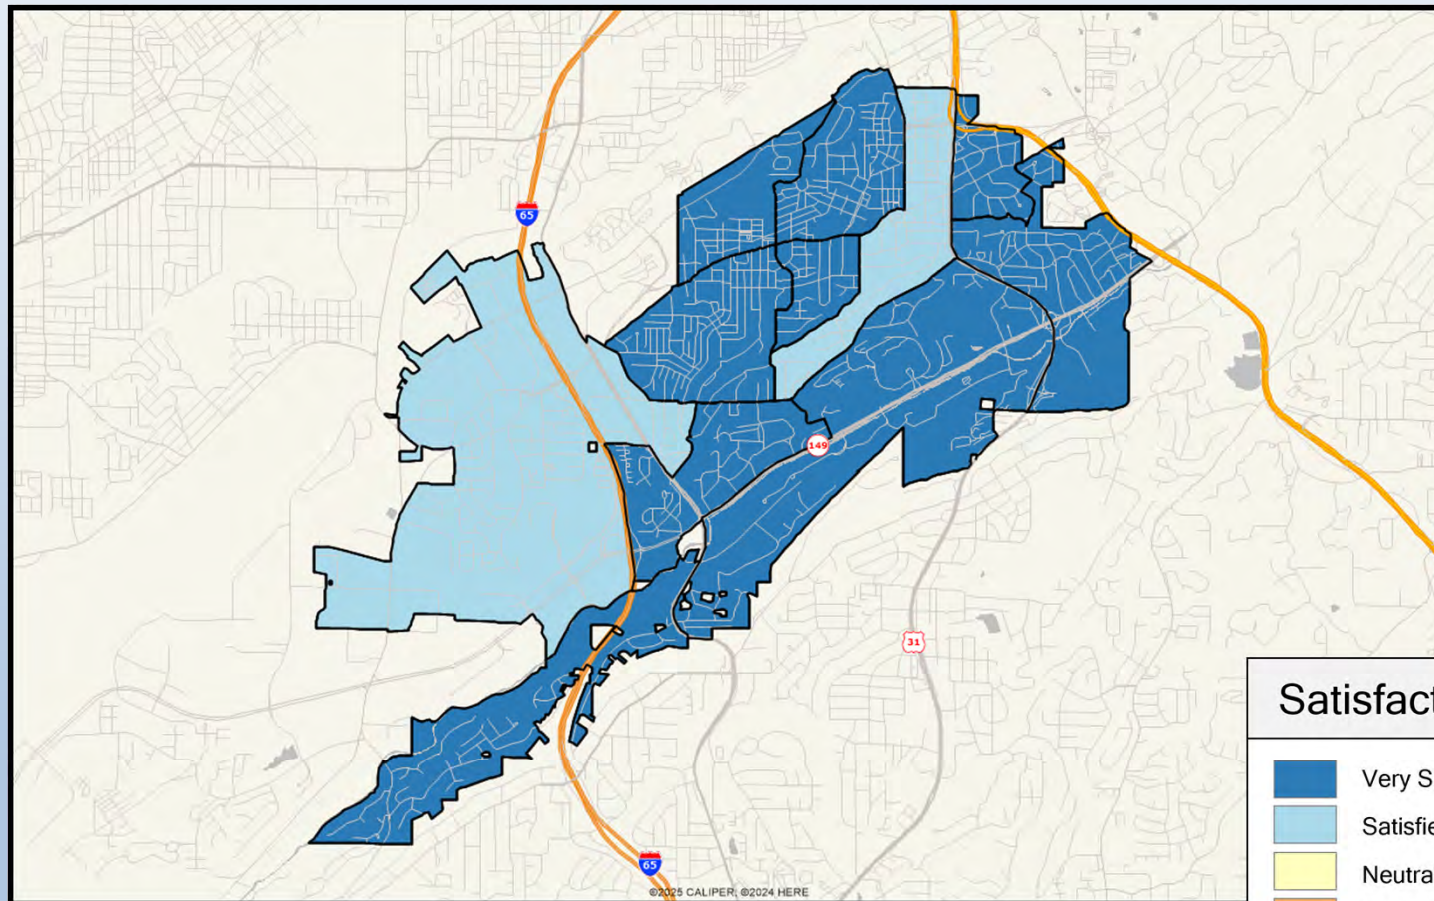 65
149
31
65
©2025 CALIPER; ©2024 HERE
Satisfact
Very S
Satisfie
Neutra